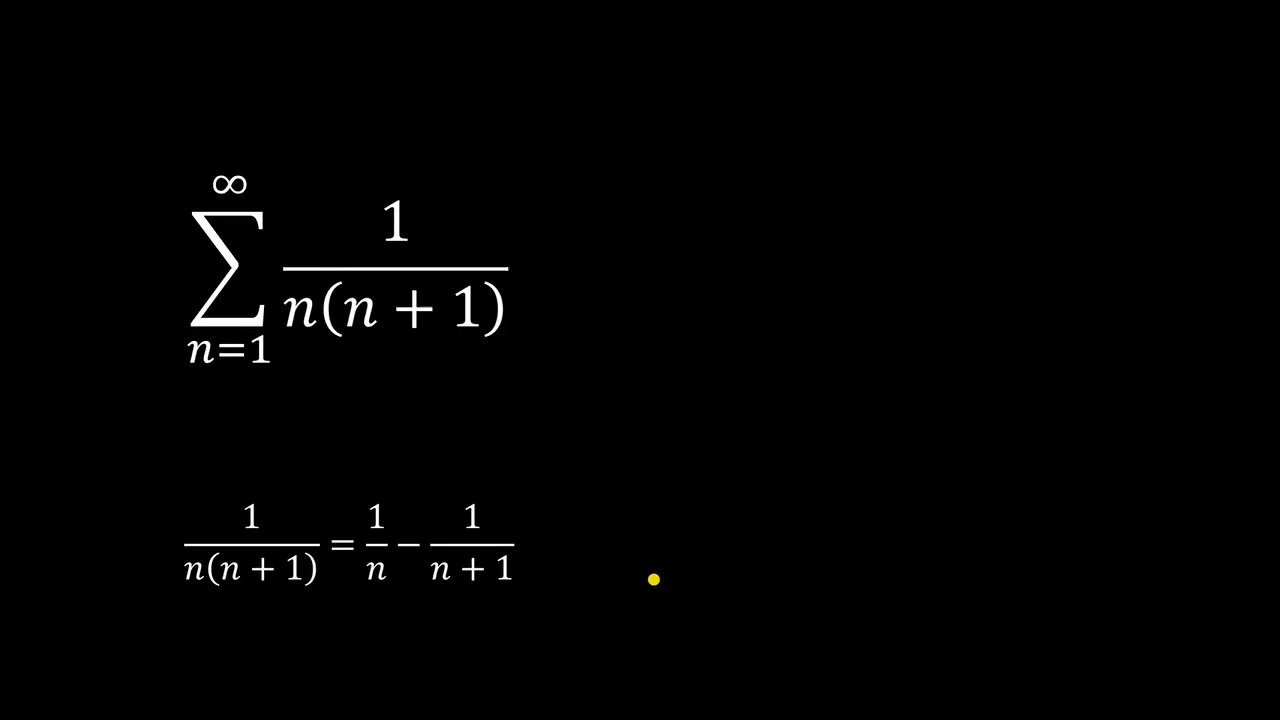 ∞
∑ 1/(n(n + 1))
n=1
1/(n(n + 1)) = 1/n − 1/(n + 1)